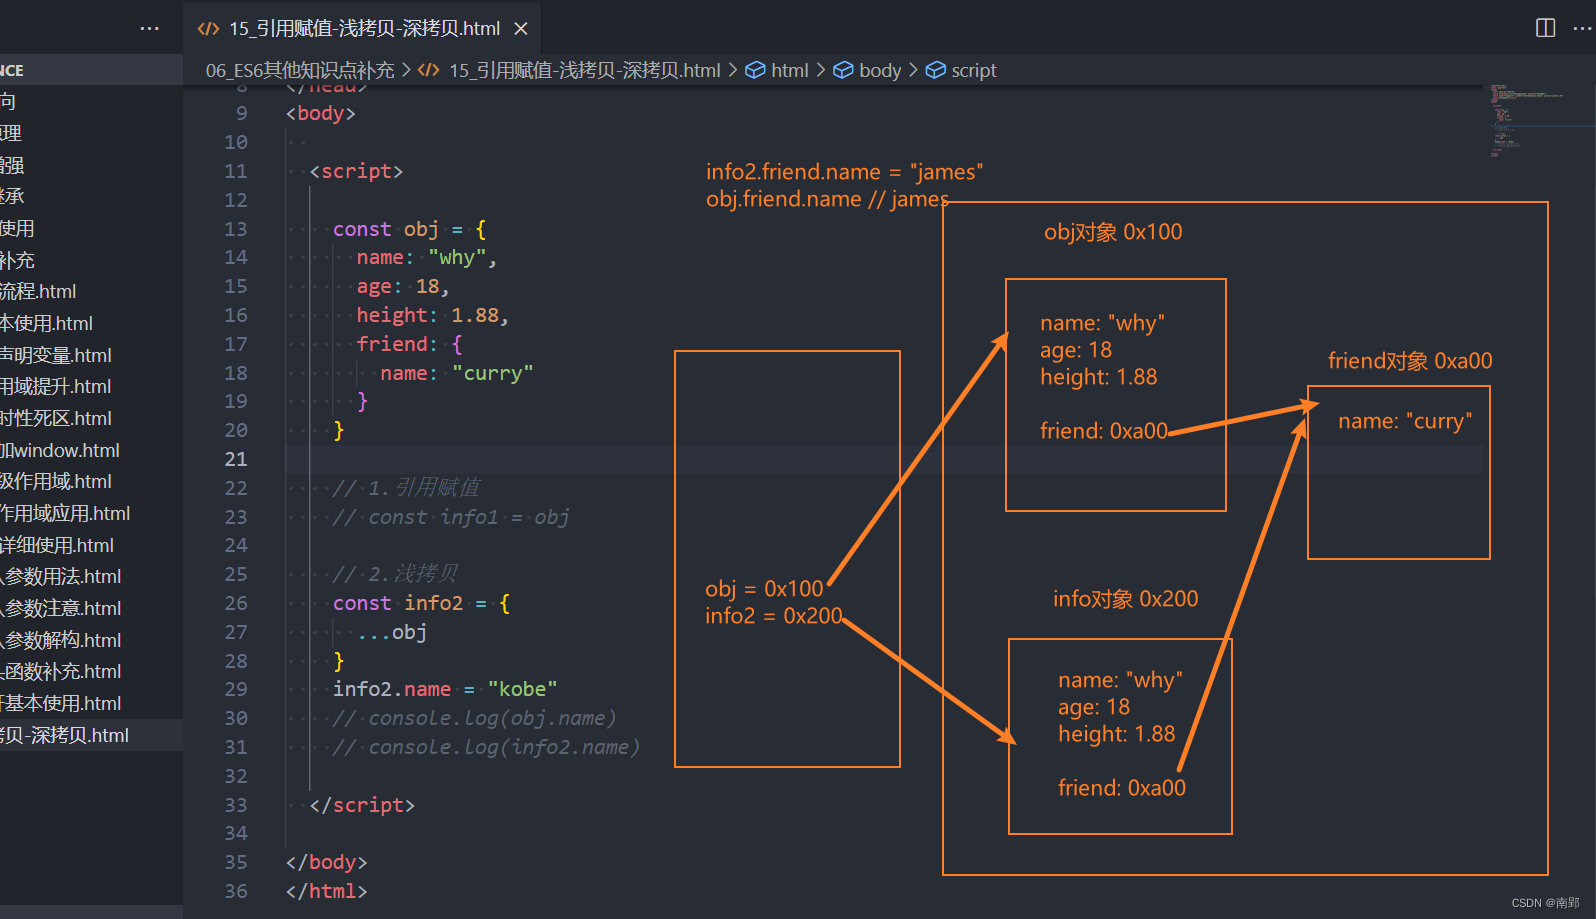 15_引用赋值-浅拷贝-深拷贝.html
06_ES6其他知识点补充 > 15_引用赋值-浅拷贝-深拷贝.html > html > body > script
NCE
向
原理
增强
继承
使用
补充
流程.html
本使用.html
声明变量.html
用域提升.html
时性死区.html
加window.html
级作用域.html
作用域应用.html
详细使用.html
参数用法.html
参数注意.html
参数解构.html
函数补充.html
基本使用.html
贝-深拷贝.html
8 </head>
9 <body>
10
11 <script>
12
13 const obj = {
14 name: "why",
15 age: 18,
16 height: 1.88,
17 friend: {
18 name: "curry"
19 }
20 }
21
22 // 1.引用赋值
23 // const info1 = obj
24
25 // 2.浅拷贝
26 const info2 = {
27 ...obj
28 }
29 info2.name = "kobe"
30 // console.log(obj.name)
31 // console.log(info2.name)
32
33 </script>
34
35 </body>
36 </html>
info2.friend.name = "james"
obj.friend.name // james
obj对象 0x100
name: "why"
age: 18
height: 1.88
friend: 0xa00
friend对象 0xa00
name: "curry"
obj = 0x100
info2 = 0x200
info对象 0x200
name: "why"
age: 18
height: 1.88
friend: 0xa00
CSDN @南郢